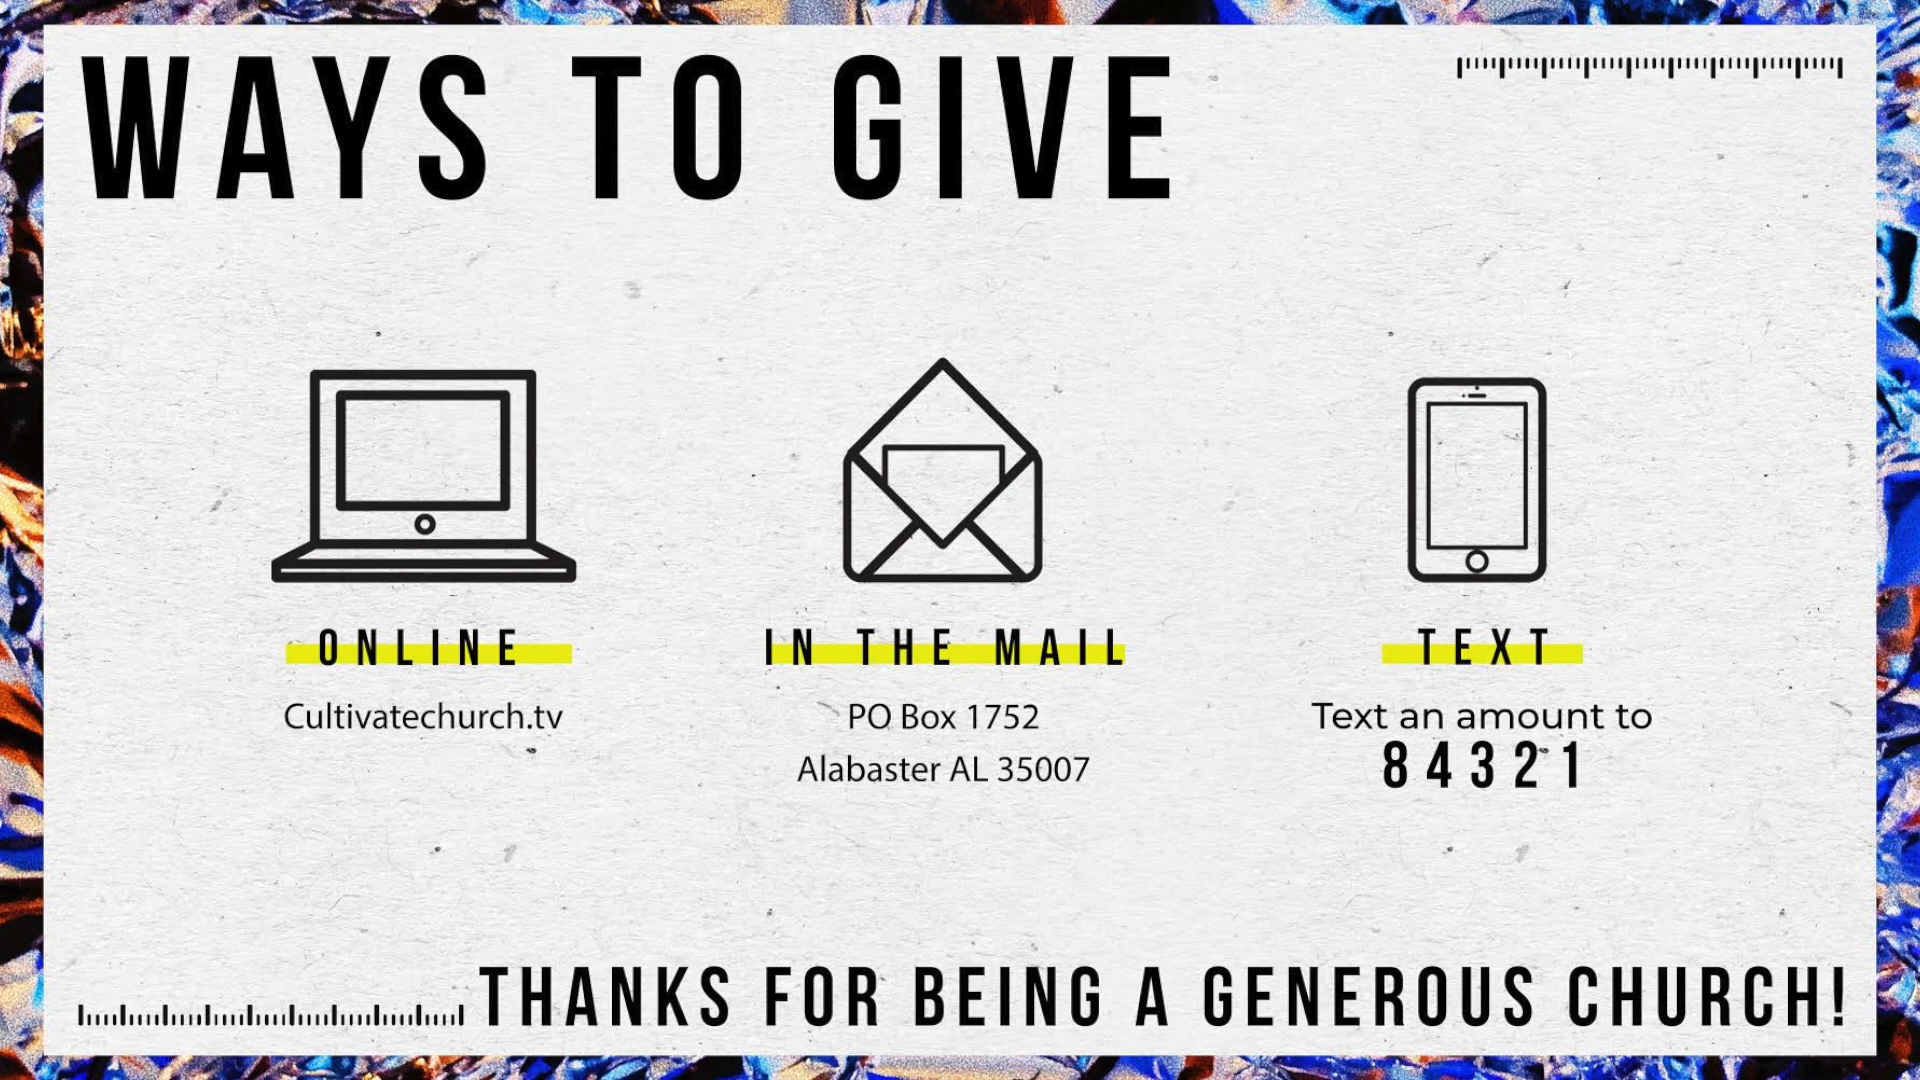 WAYS TO GIVE
ONLINE
Cultivatechurch.tv
IN THE MAIL
PO Box 1752
Alabaster AL 35007
TEXT
Text an amount to
84321
THANKS FOR BEING A GENEROUS CHURCH!